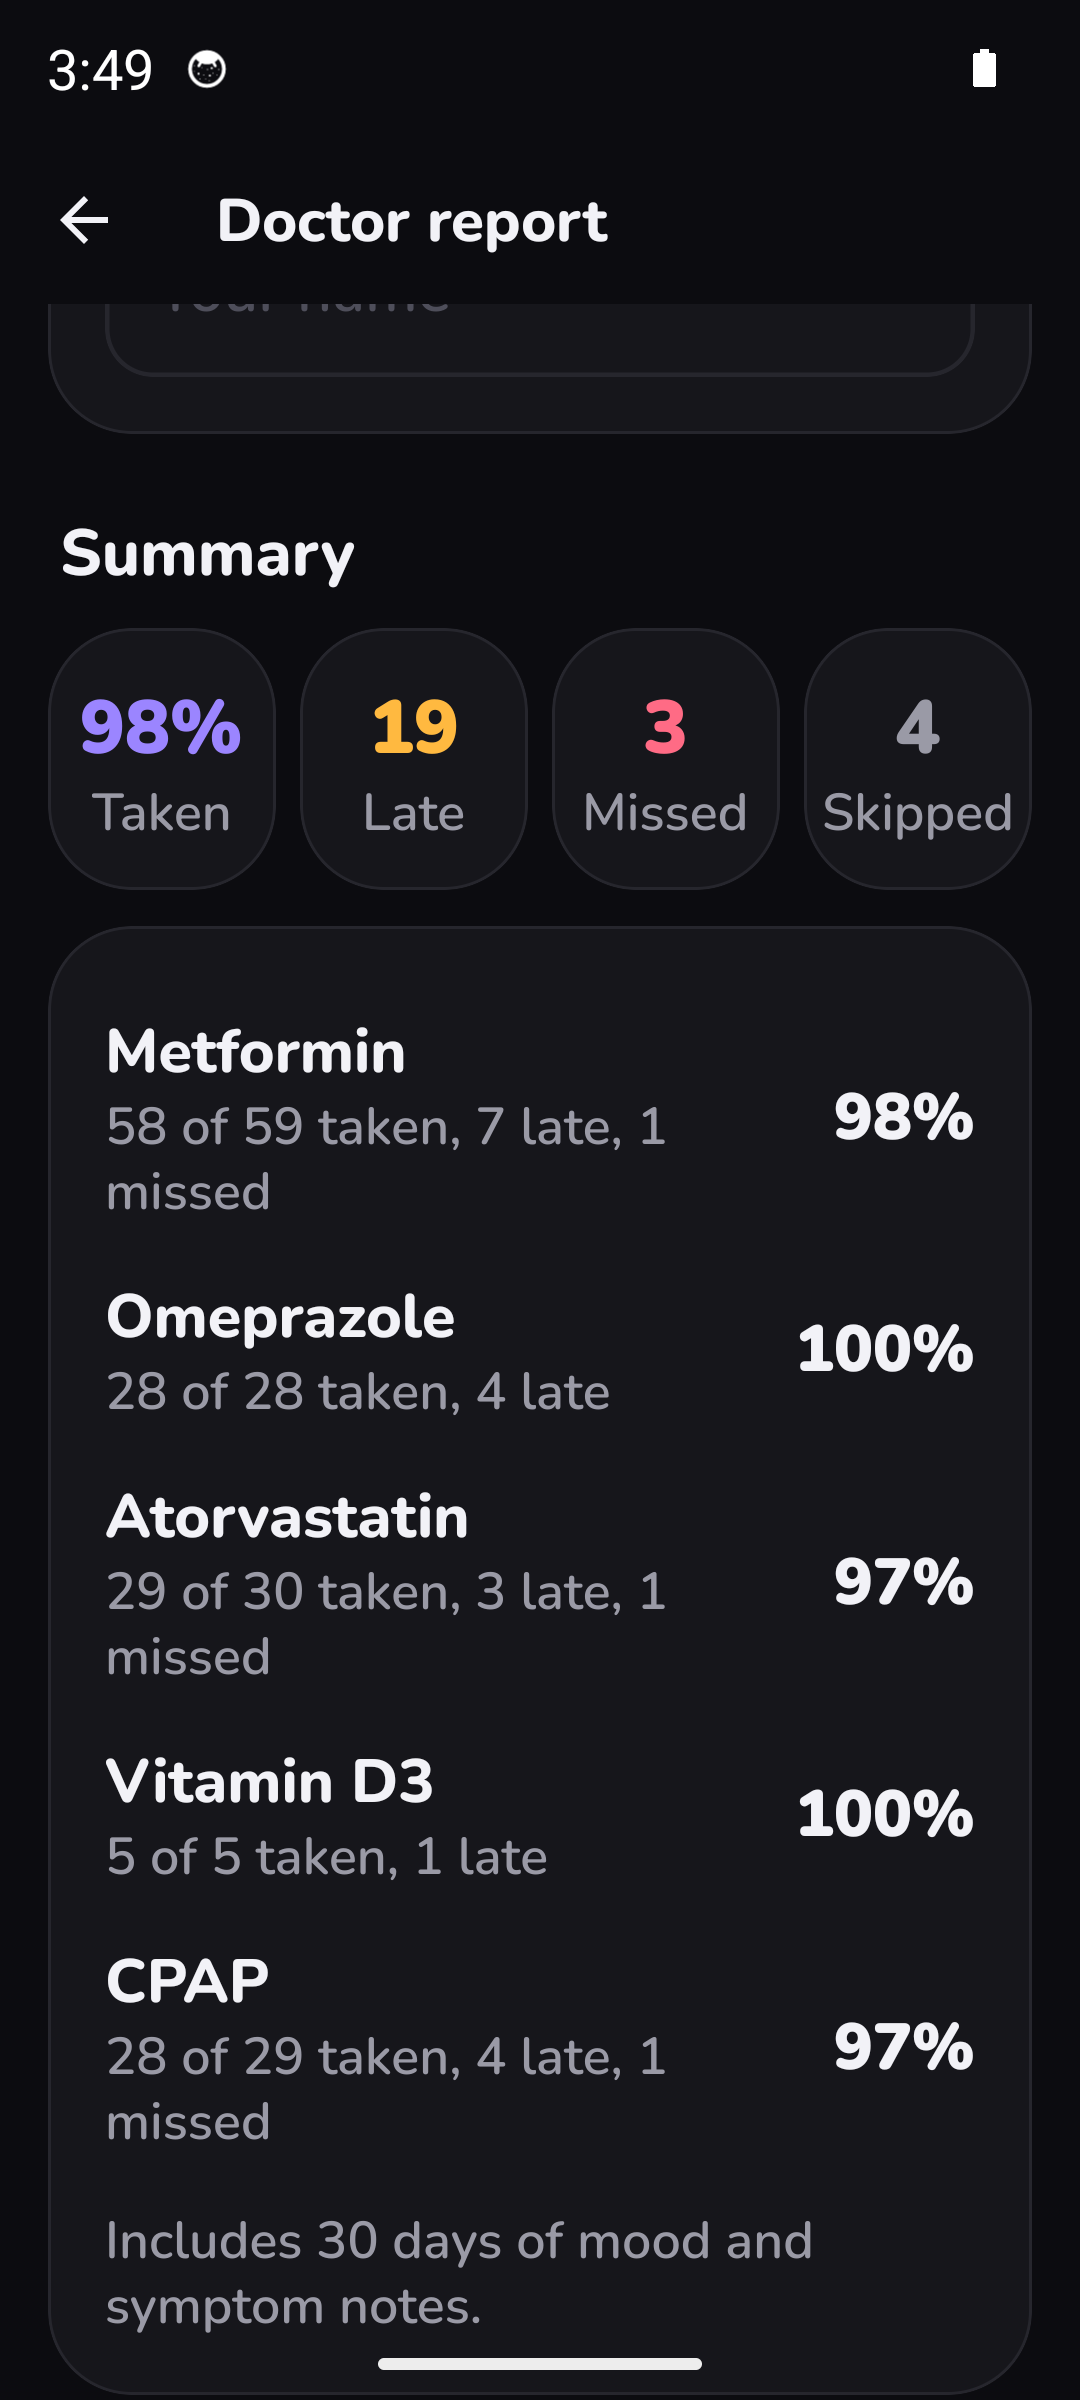 3:49
Doctor report
Your name
Summary
98%
Taken
19
Late
3
Missed
4
Skipped
Metformin
58 of 59 taken, 7 late, 1
missed
98%
Omeprazole
28 of 28 taken, 4 late
100%
Atorvastatin
29 of 30 taken, 3 late, 1
missed
97%
Vitamin D3
5 of 5 taken, 1 late
100%
CPAP
28 of 29 taken, 4 late, 1
missed
97%
Includes 30 days of mood and
symptom notes.